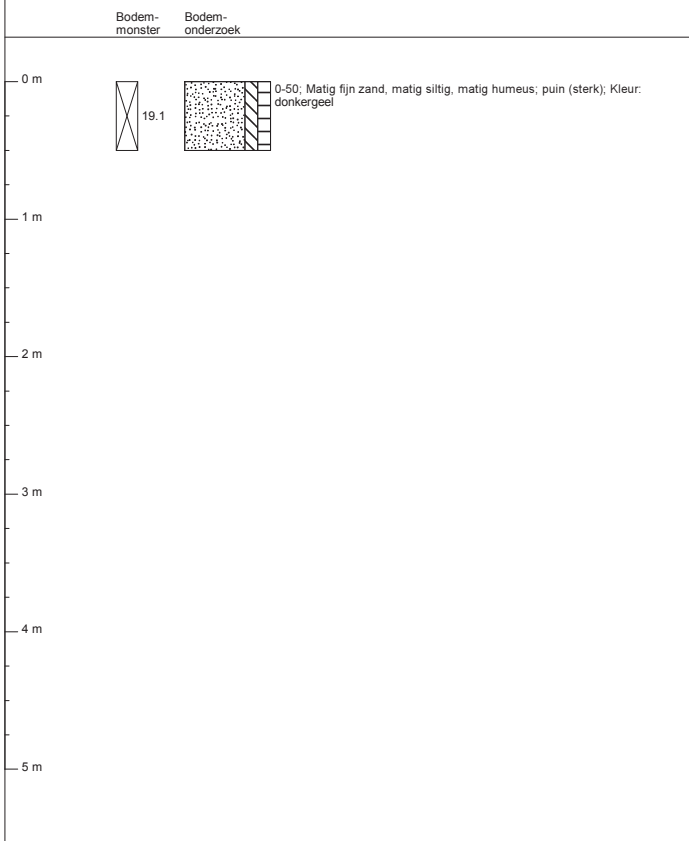 Bodem-
monster
Bodem-
onderzoek
0 m
19.1
0-50; Matig fijn zand, matig siltig, matig humeus; puin (sterk); Kleur:
donkergeel
1 m
2 m
3 m
4 m
5 m